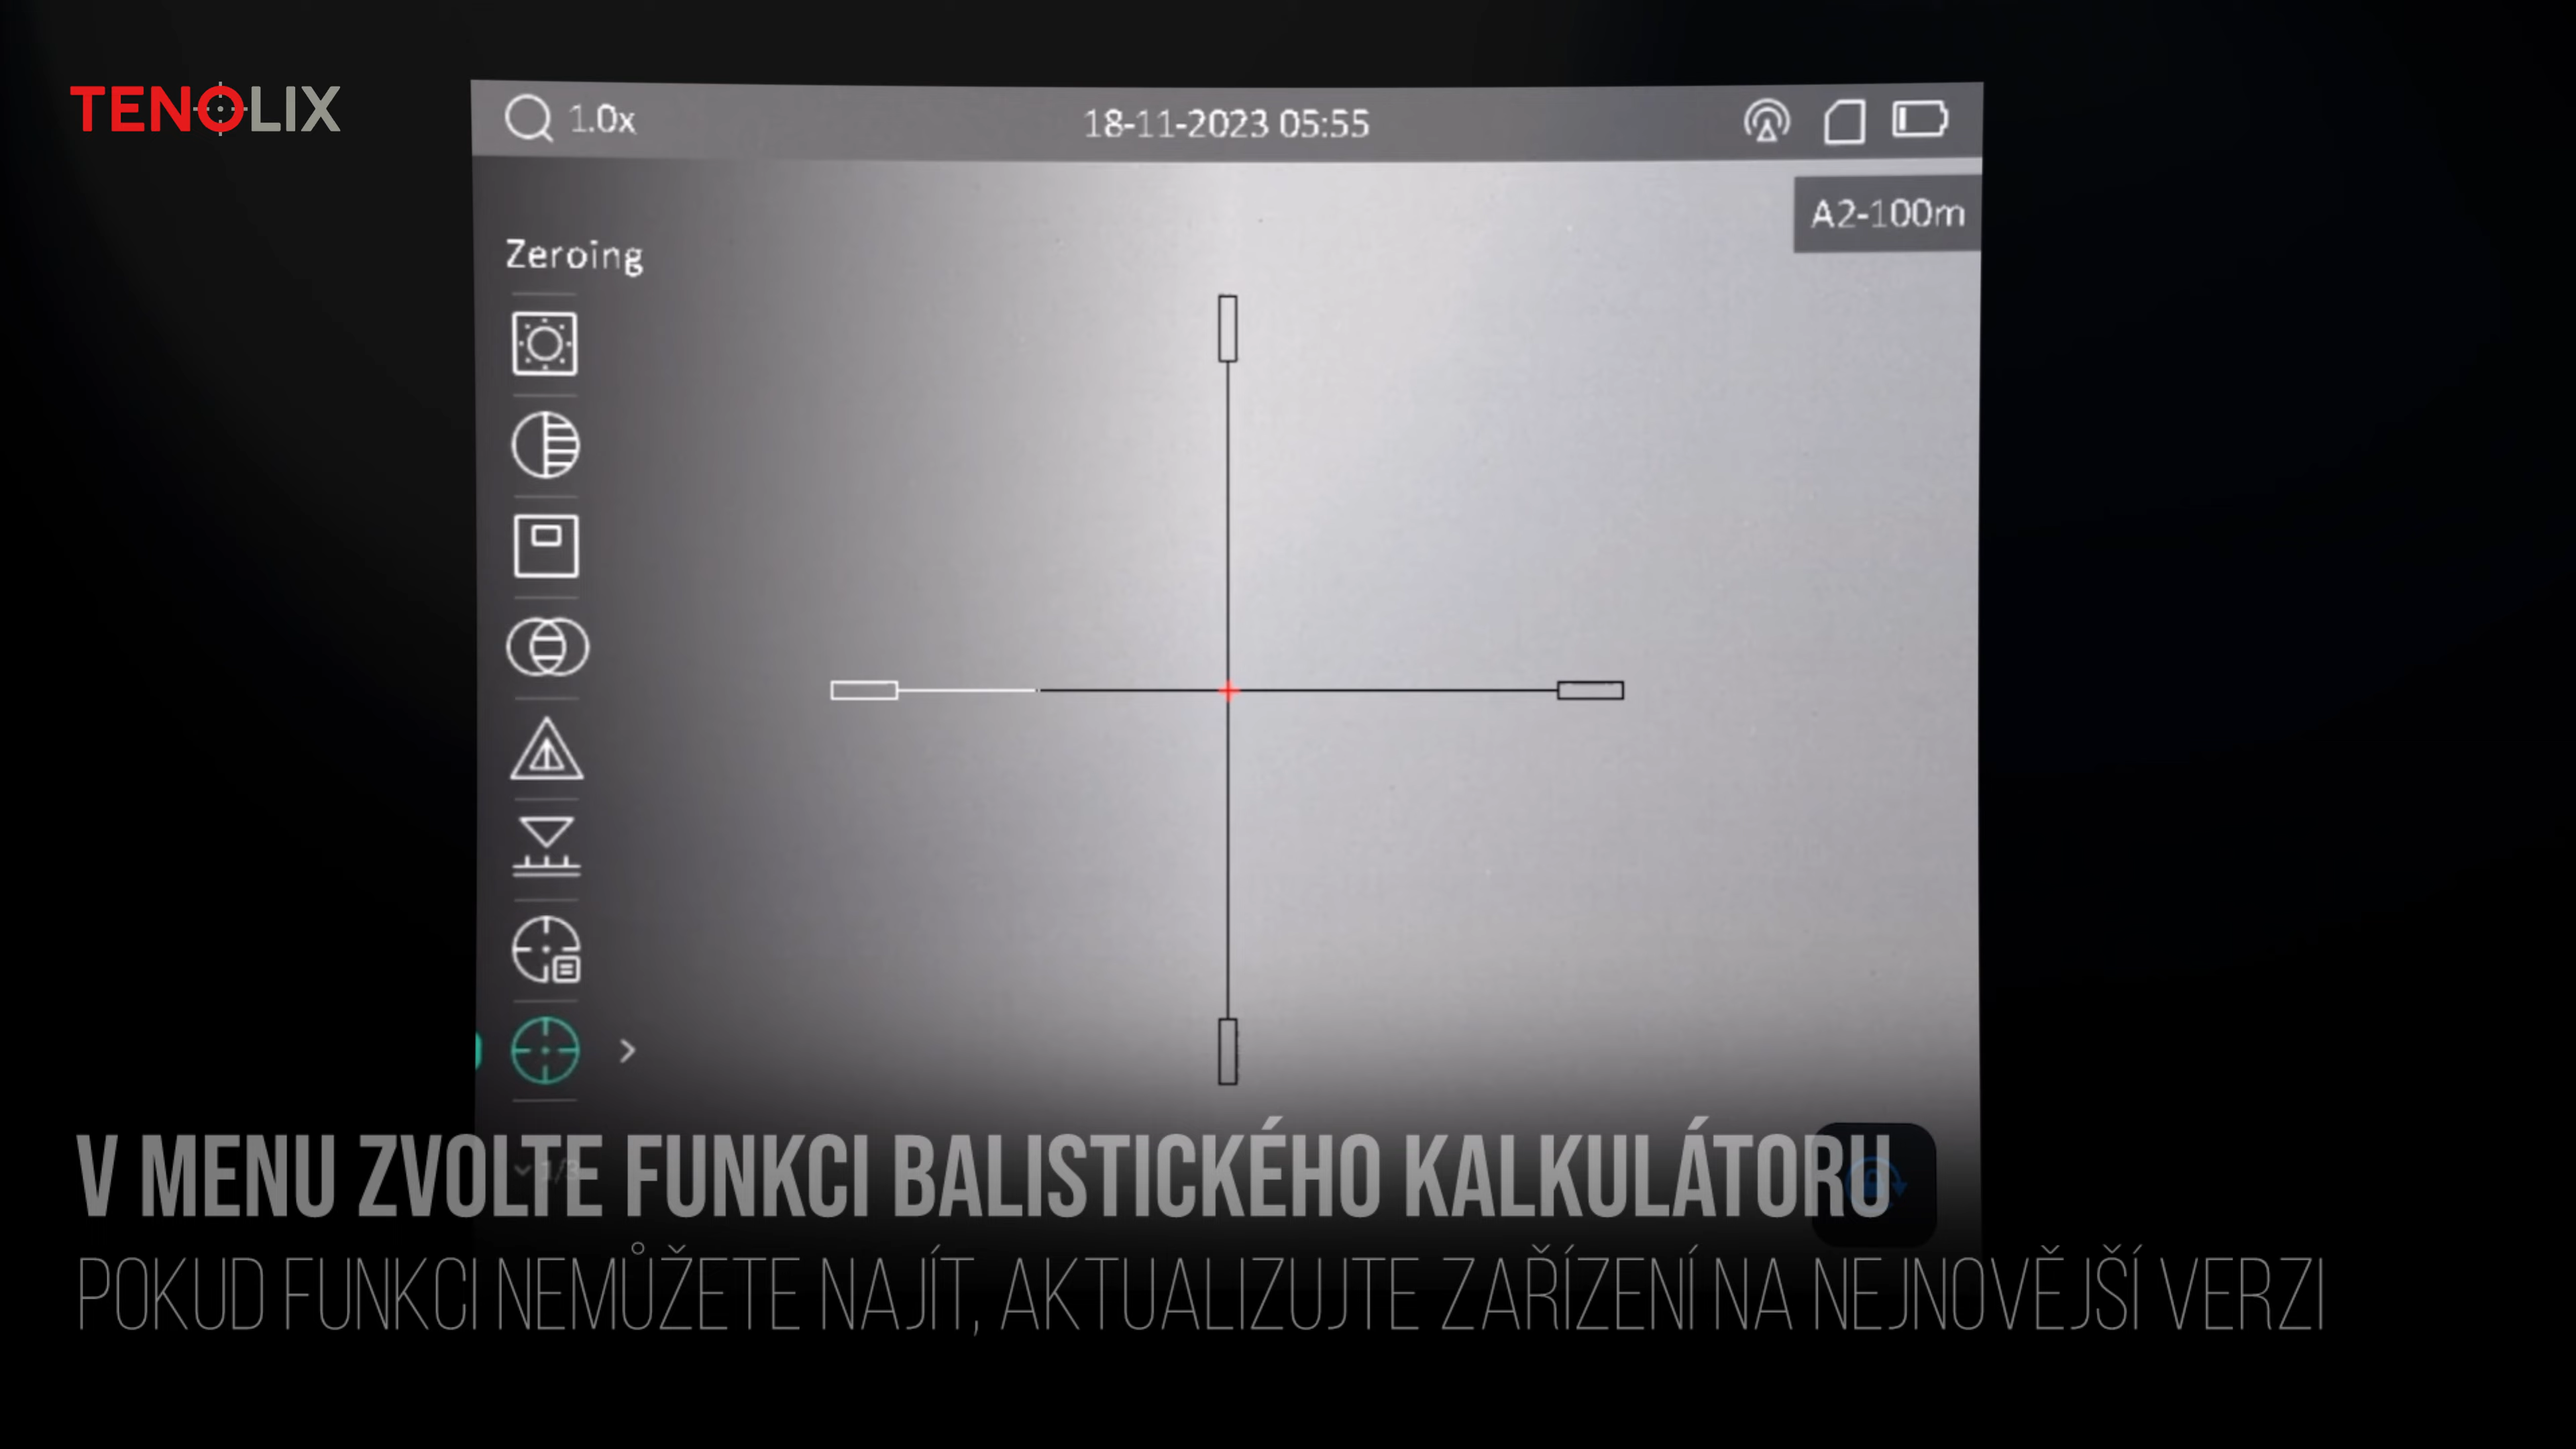 TENOLIX
1.0x
18-11-2023 05:55
A2-100m
Zeroing
V MENU ZVOLTE FUNKCI BALISTICKÉHO KALKULÁTORU
POKUD FUNKCI NEMŮŽETE NAJÍT, AKTUALIZUJTE ZAŘÍZENÍ NA NEJNOVĚJŠÍ VERZI